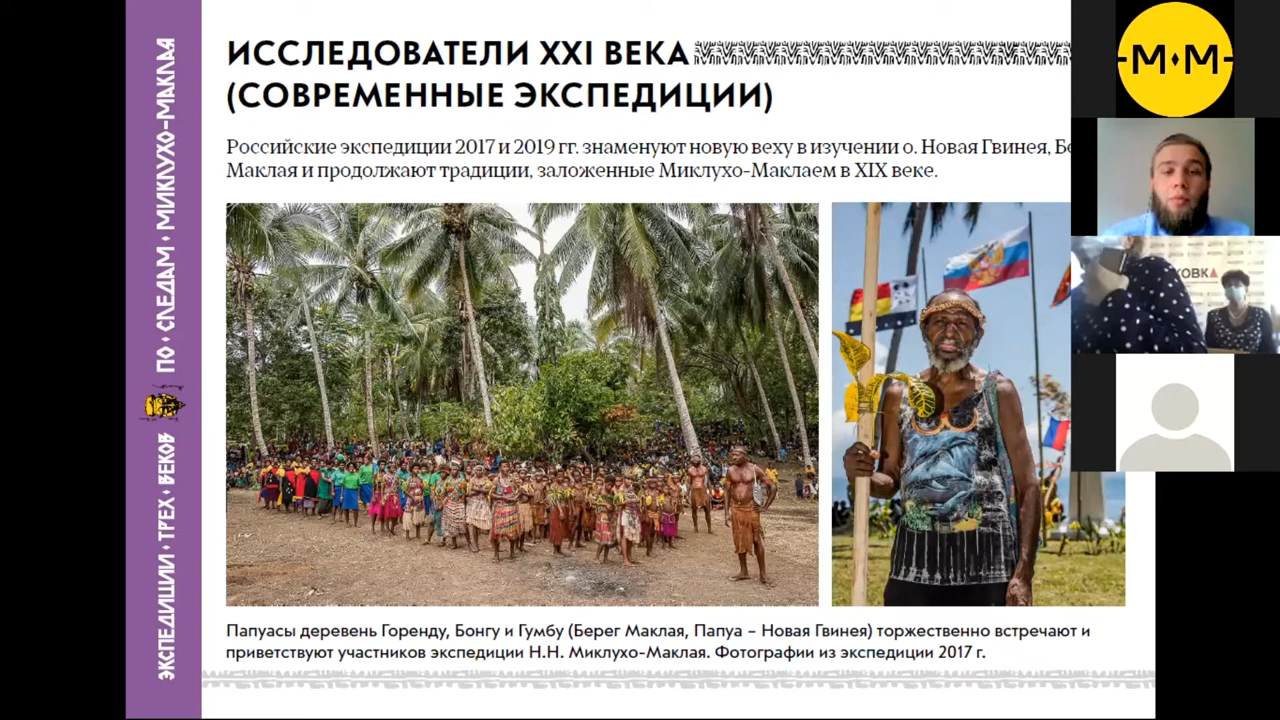 ИССЛЕДОВАТЕЛИ XXI ВЕКА
(СОВРЕМЕННЫЕ ЭКСПЕДИЦИИ)
Российские экспедиции 2017 и 2019 гг. знаменуют новую веху в изучении о. Новая Гвинея,
Маклая и продолжают традиции, заложенные Миклухо-Маклаем в XIX веке.
Папуасы деревень Горенду, Бонгу и Гумбу (Берег Маклая, Папуа – Новая Гвинея) торжественно встречают и
приветствуют участников экспедиции Н.Н. Миклухо-Маклая. Фотографии из экспедиции 2017 г.
ЭКСПЕДИЦИИ • ТРЕХ • ВЕКОВ
ПО • СЛЕДАМ • МИКЛУХО-МАКЛАЯ
-М•М-